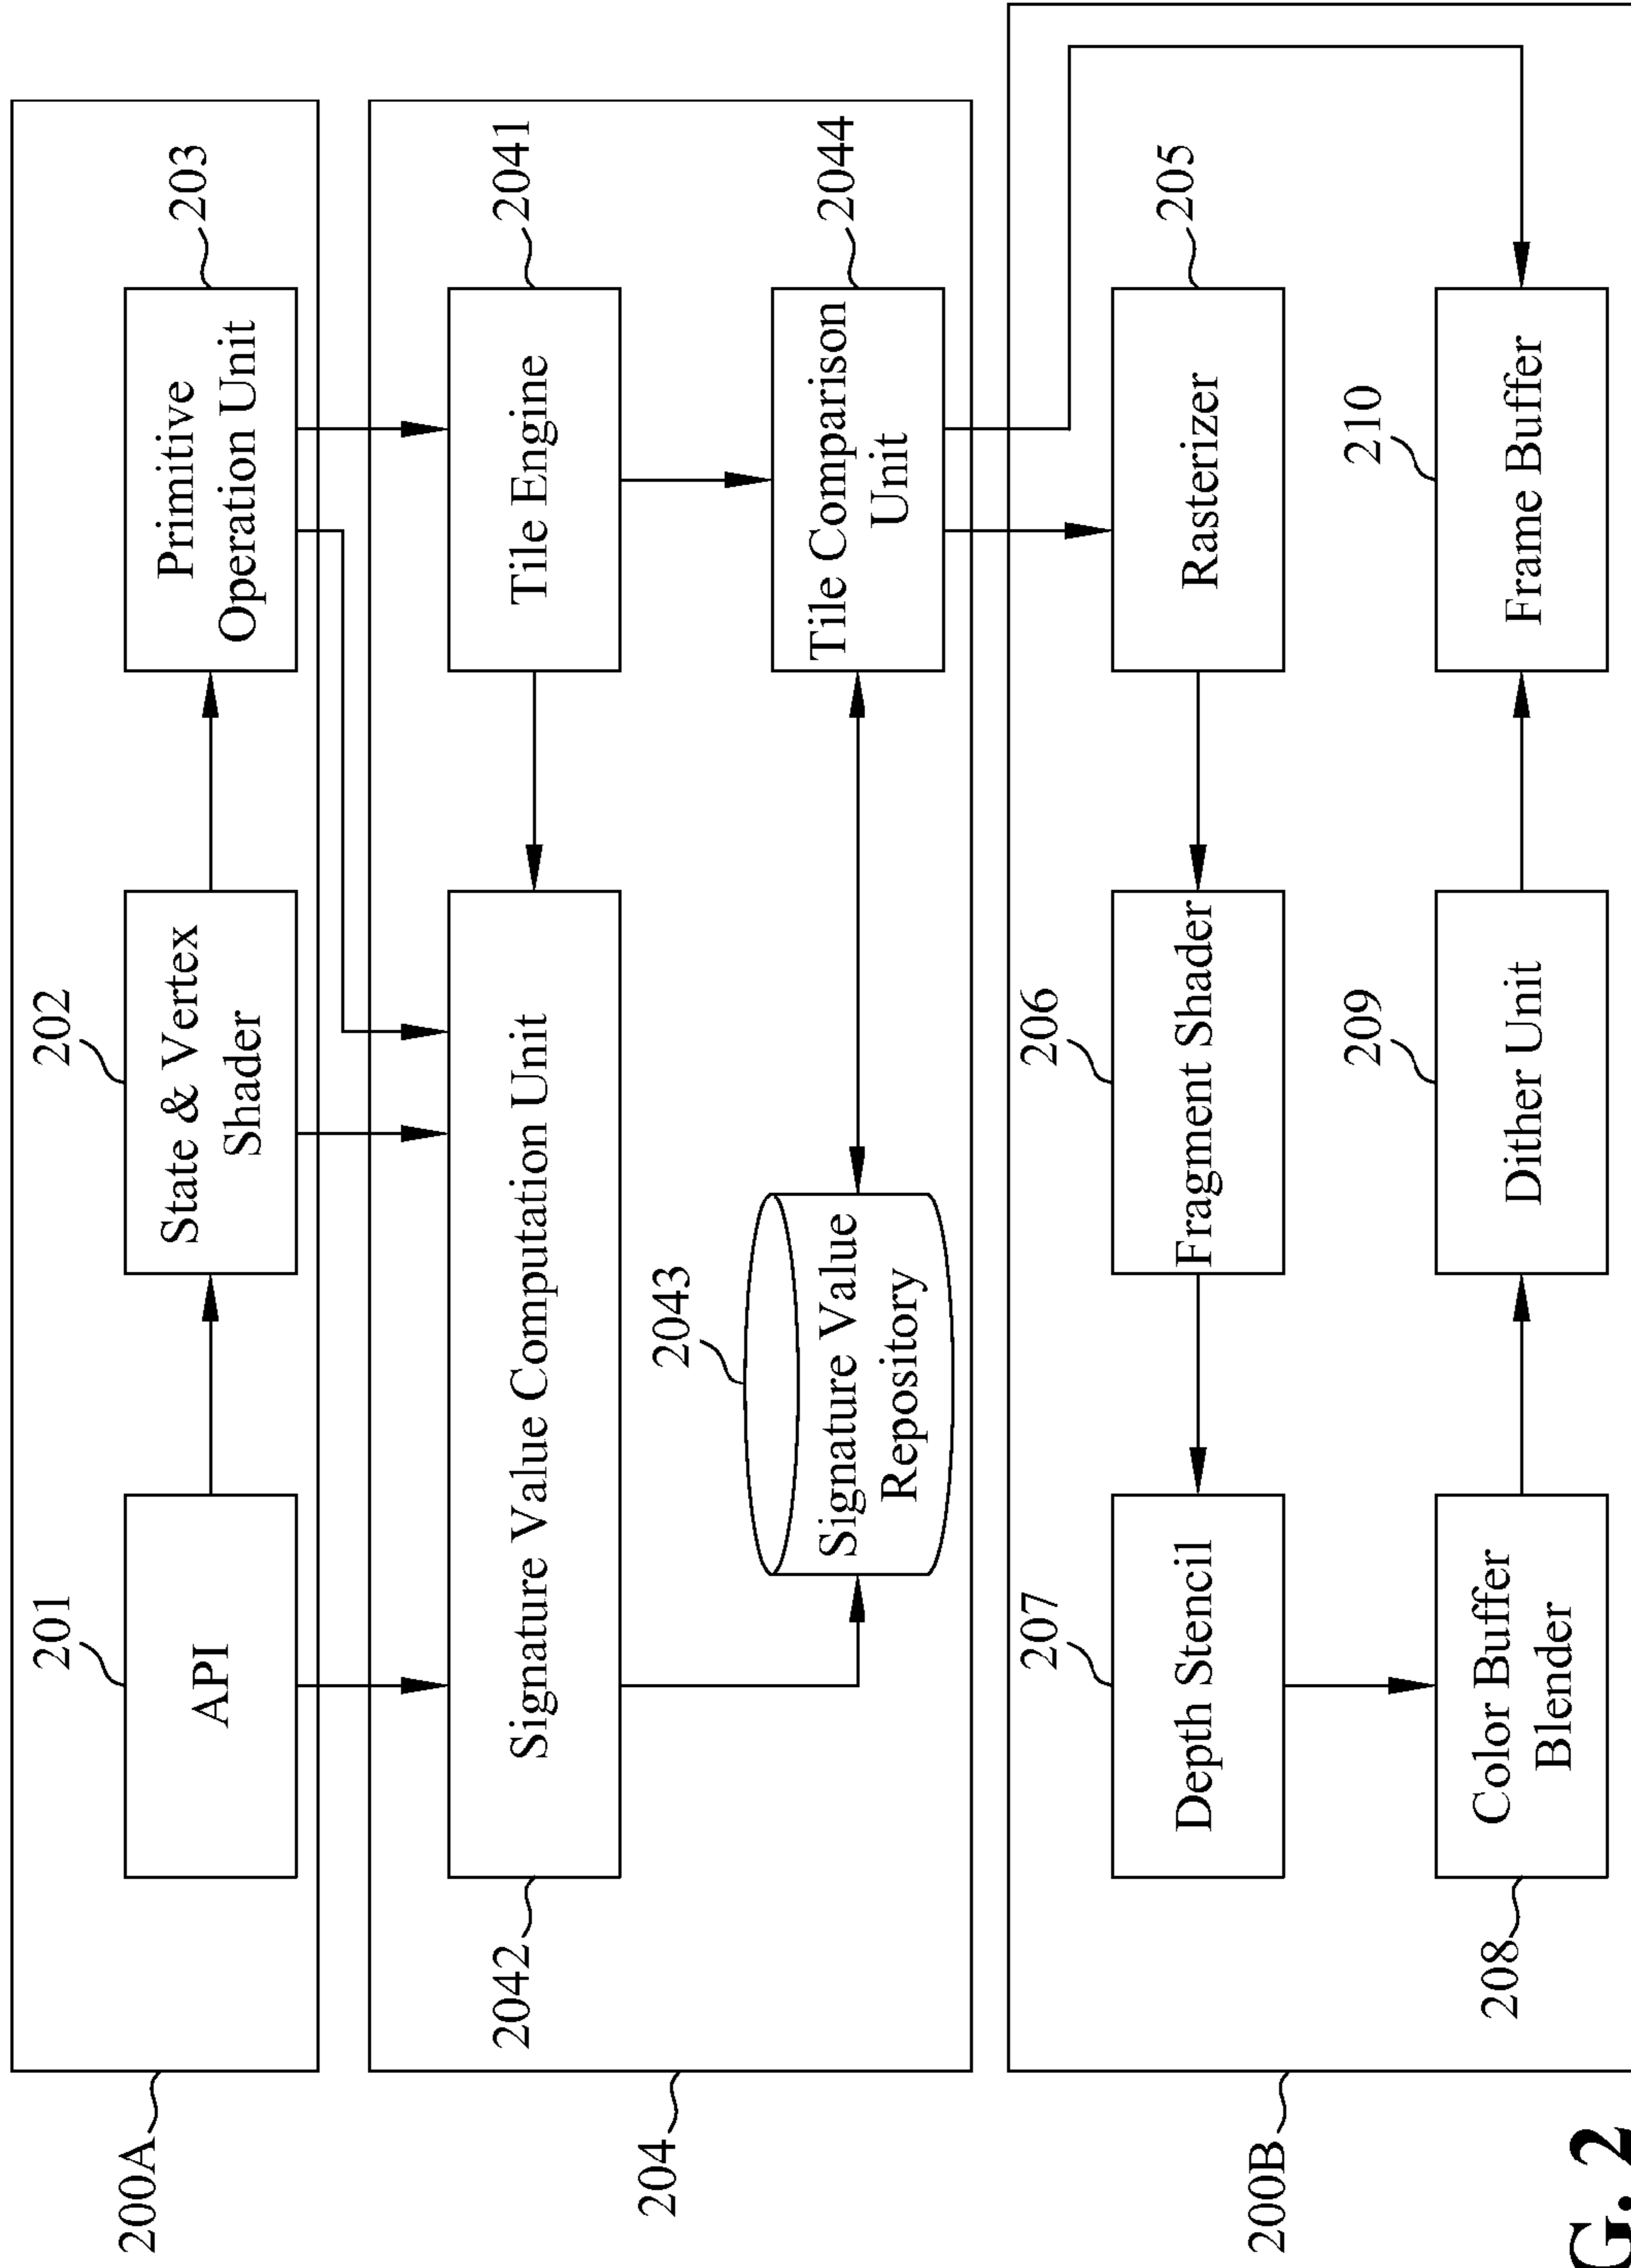 200A
201
API
202
State & Vertex
Shader
203
Primitive
Operation Unit
204
2042
Signature Value Computation Unit
2041
Tile Engine
2043
Signature Value
Repository
2044
Tile Comparison
Unit
200B
207
Depth Stencil
206
Fragment Shader
205
Rasterizer
208
Color Buffer
Blender
209
Dither Unit
210
Frame Buffer
G. 2